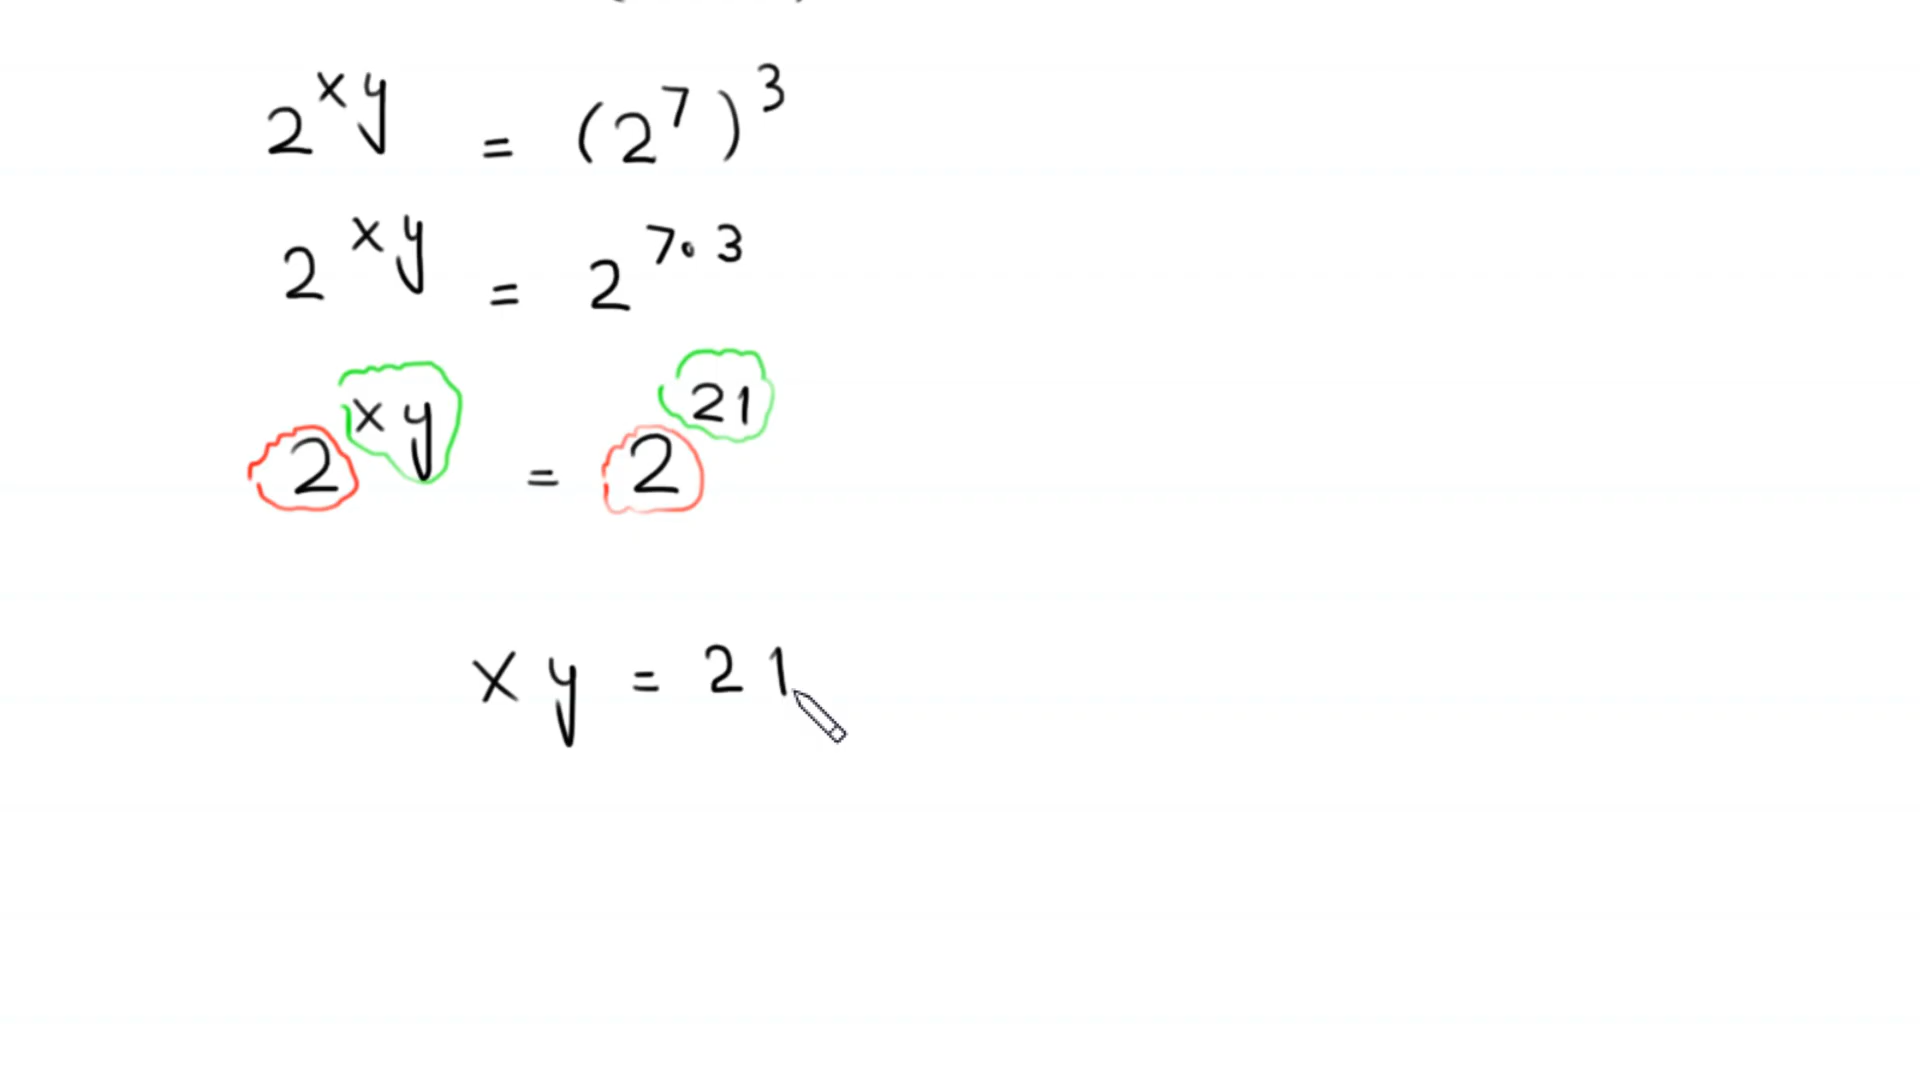 2^xy = (2^7)^3
2^xy = 2^7·3
2^xy = 2^21
xy = 21